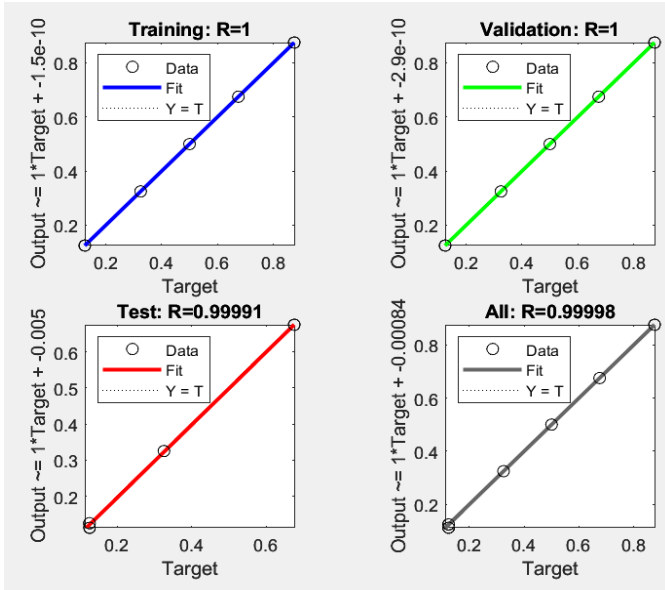 Training: R=1
Output ~= 1*Target + -1.5e-10
0.8
0.6
0.4
0.2
Data
Fit
Y = T
0.2 0.4 0.6 0.8
Target
Validation: R=1
Output ~= 1*Target + -2.9e-10
0.8
0.6
0.4
0.2
Data
Fit
Y = T
0.2 0.4 0.6 0.8
Target
Test: R=0.99991
Output ~= 1*Target + -0.005
0.6
0.5
0.4
0.3
0.2
Data
Fit
Y = T
0.2 0.4 0.6
Target
All: R=0.99998
Output ~= 1*Target + -0.00084
0.8
0.6
0.4
0.2
Data
Fit
Y = T
0.2 0.4 0.6 0.8
Target